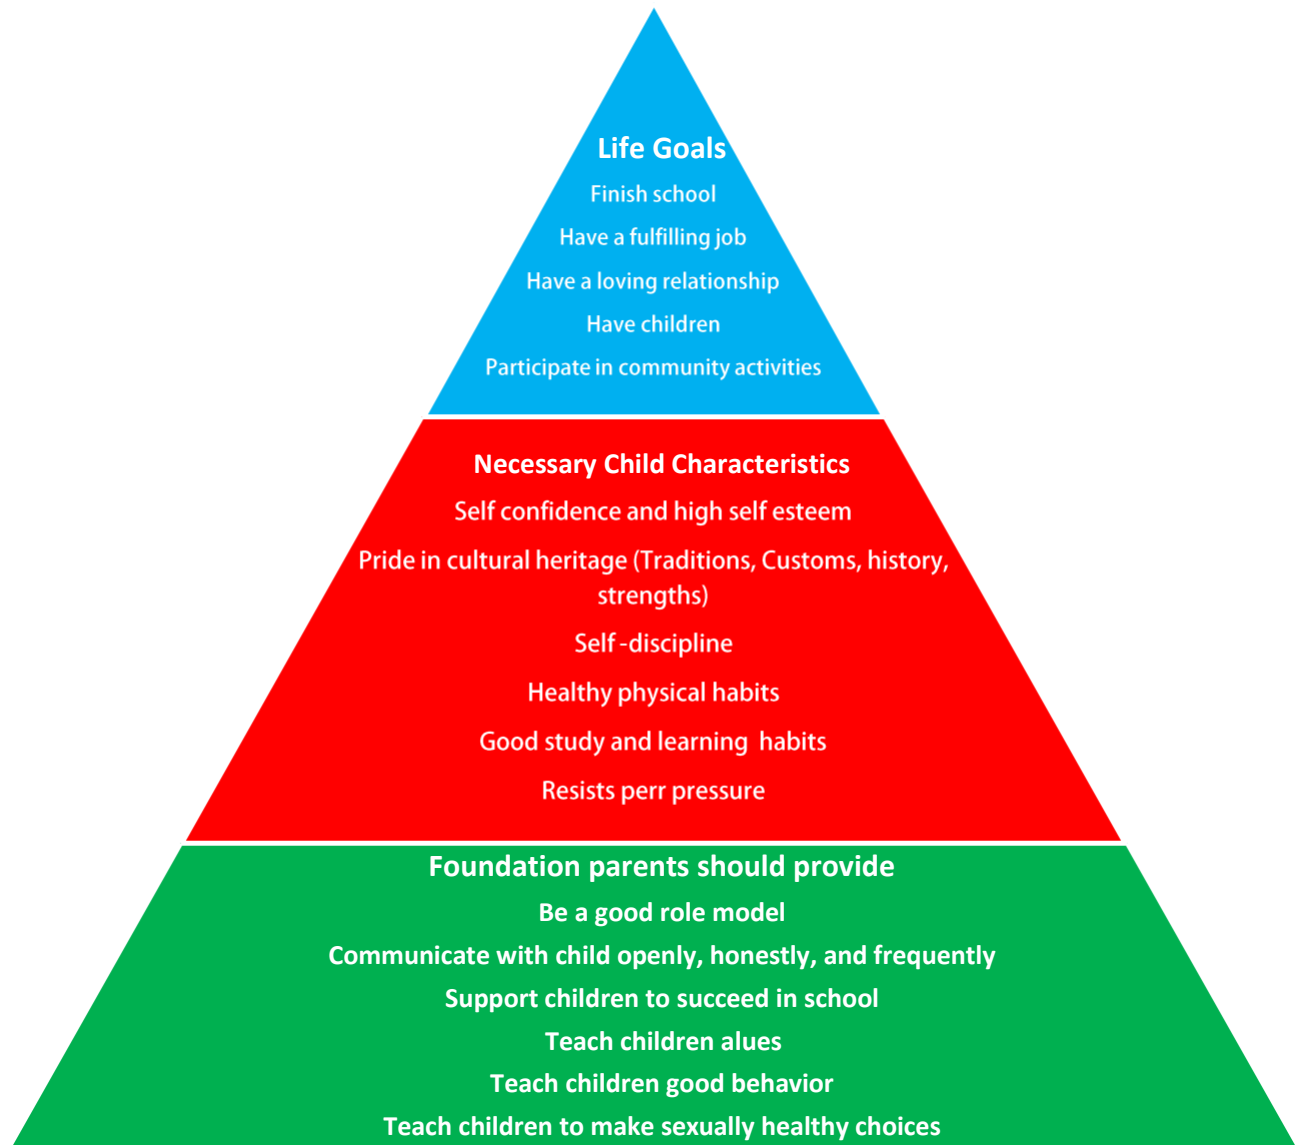 Life Goals
Finish school
Have a fulfilling job
Have a loving relationship
Have children
Participate in community activities
Necessary Child Characteristics
Self confidence and high self esteem
Pride in cultural heritage (Traditions, Customs, history,
strengths)
Self -discipline
Healthy physical habits
Good study and learning  habits
Resists perr pressure
Foundation parents should provide
Be a good role model
Communicate with child openly, honestly, and frequently
Support children to succeed in school
Teach children alues
Teach children good behavior
Teach children to make sexually healthy choices